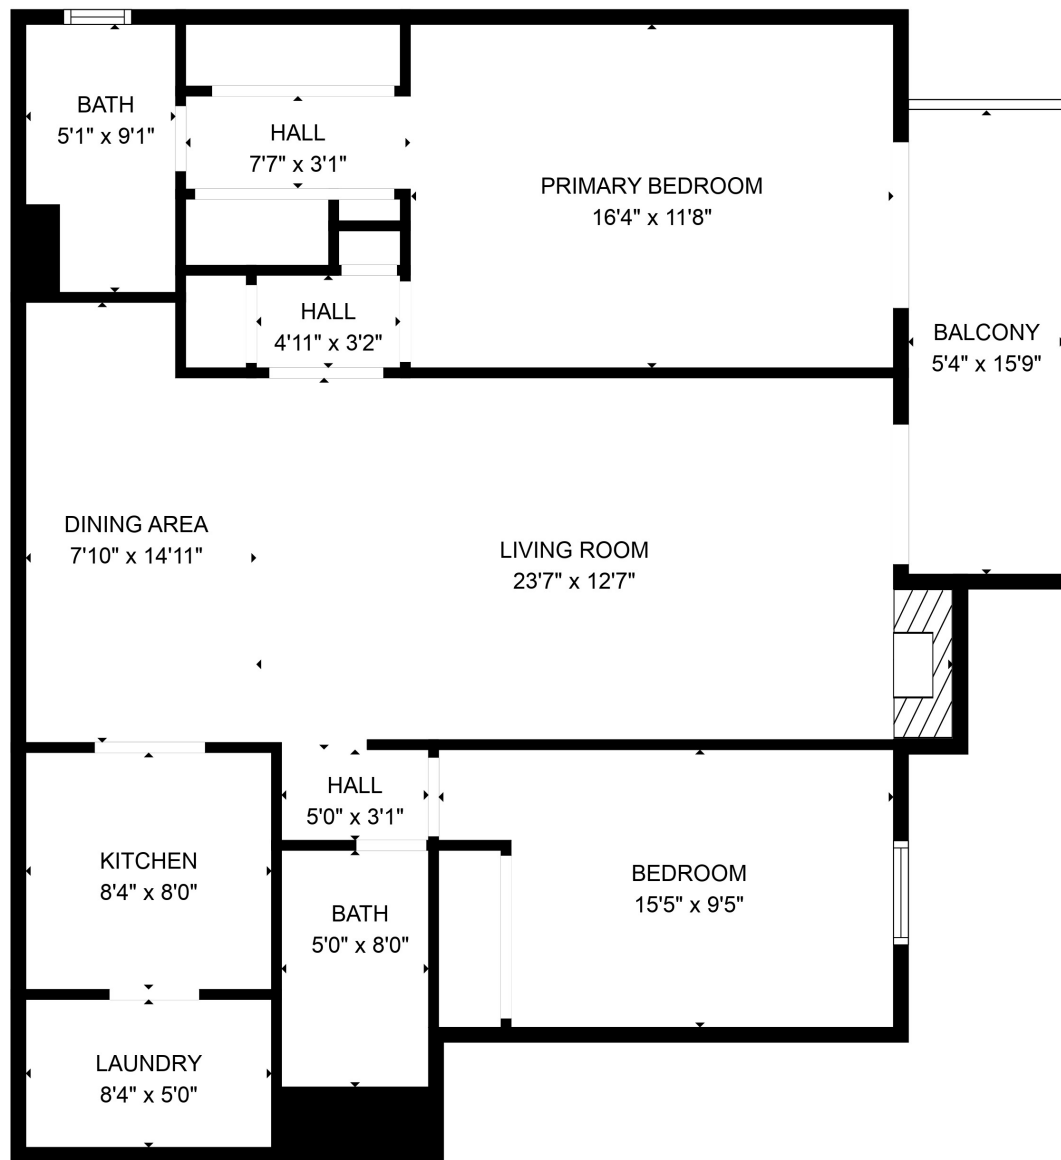 BATH
5'1" x 9'1"
HALL
7'7" x 3'1"
PRIMARY BEDROOM
16'4" x 11'8"
HALL
4'11" x 3'2"
BALCONY
5'4" x 15'9"
DINING AREA
7'10" x 14'11"
LIVING ROOM
23'7" x 12'7"
HALL
5'0" x 3'1"
KITCHEN
8'4" x 8'0"
BEDROOM
15'5" x 9'5"
BATH
5'0" x 8'0"
LAUNDRY
8'4" x 5'0"